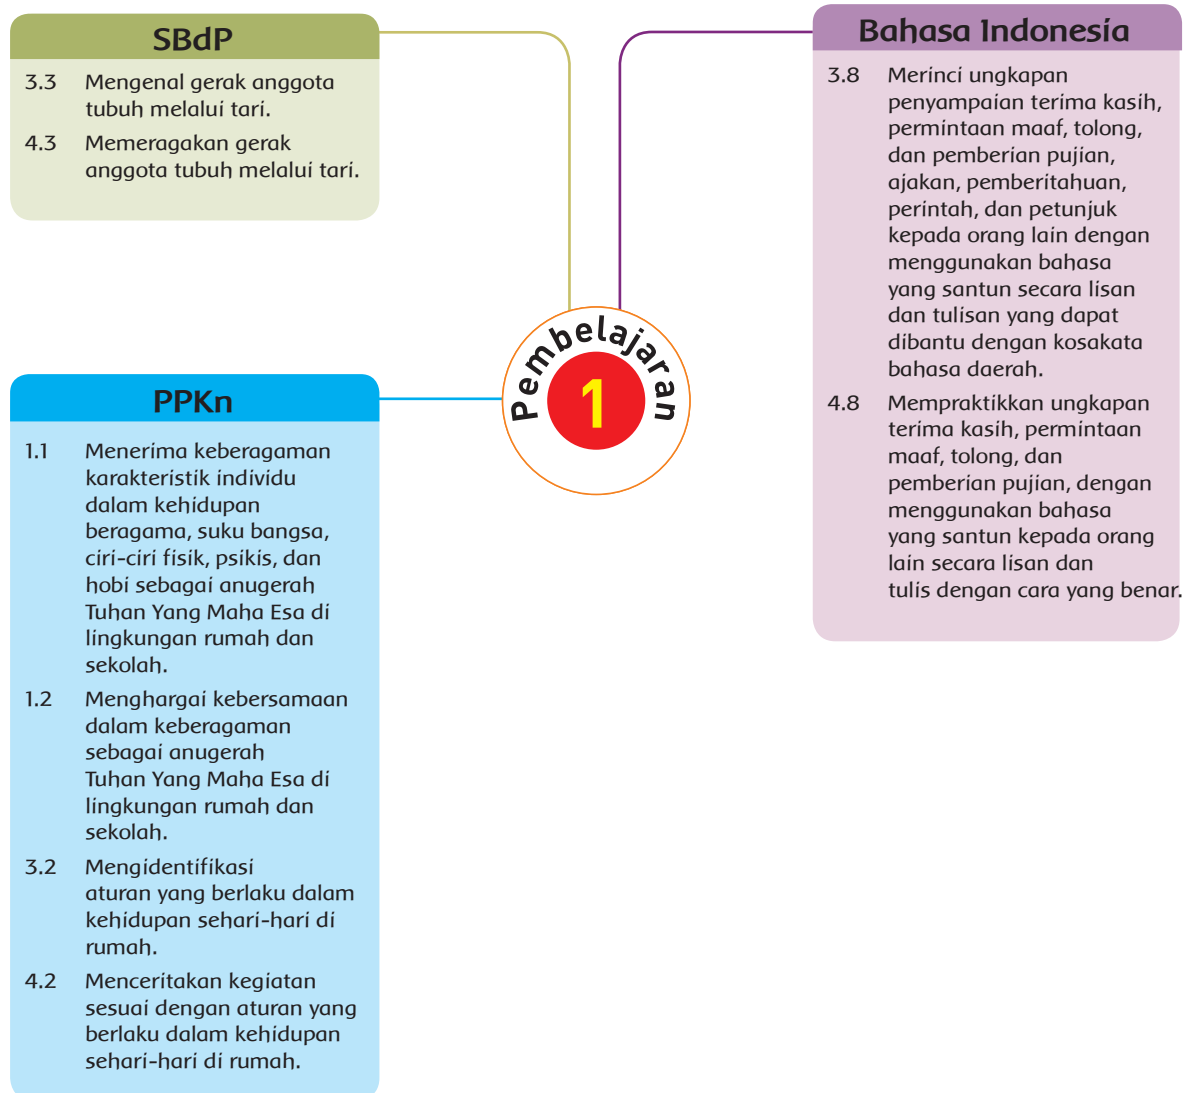 SBdP
3.3 Mengenal gerak anggota
tubuh melalui tari.
4.3 Memeragakan gerak
anggota tubuh melalui tari.
Bahasa Indonesia
3.8 Merinci ungkapan
penyampaian terima kasih,
permintaan maaf, tolong,
dan pemberian pujian,
ajakan, pemberitahuan,
perintah, dan petunjuk
kepada orang lain dengan
menggunakan bahasa
yang santun secara lisan
dan tulisan yang dapat
dibantu dengan kosakata
bahasa daerah.
4.8 Mempraktikkan ungkapan
terima kasih, permintaan
maaf, tolong, dan
pemberian pujian, dengan
menggunakan bahasa
yang santun kepada orang
lain secara lisan dan
tulis dengan cara yang benar.
Pembelajaran
1
PPKn
1.1 Menerima keberagaman
karakteristik individu
dalam kehidupan
beragama, suku bangsa,
ciri-ciri fisik, psikis, dan
hobi sebagai anugerah
Tuhan Yang Maha Esa di
lingkungan rumah dan
sekolah.
1.2 Menghargai kebersamaan
dalam keberagaman
sebagai anugerah
Tuhan Yang Maha Esa di
lingkungan rumah dan
sekolah.
3.2 Mengidentifikasi
aturan yang berlaku dalam
kehidupan sehari-hari di
rumah.
4.2 Menceritakan kegiatan
sesuai dengan aturan yang
berlaku dalam kehidupan
sehari-hari di rumah.